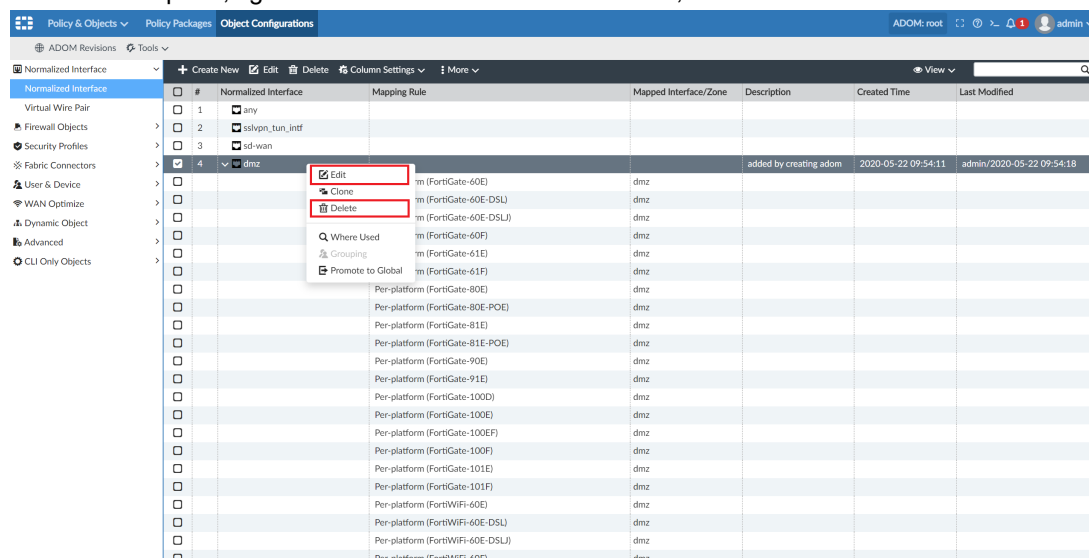 Policy & Objects Policy Packages Object Configurations ADOM: root 1 admin
ADOM Revisions Tools
Normalized Interface
Normalized Interface
Virtual Wire Pair
Firewall Objects
Security Profiles
Fabric Connectors
User & Device
WAN Optimize
Dynamic Object
Advanced
CLI Only Objects
+ Create New Edit Delete Column Settings More View
# Normalized Interface Mapping Rule Mapped Interface/Zone Description Created Time Last Modified
1 any
2 sslvpn_tun_intf
3 sd-wan
4 dmz added by creating adom 2020-05-22 09:54:11 admin/2020-05-22 09:54:18
Edit
Clone
Delete
Where Used
Grouping
Promote to Global
(FortiGate-60E) dmz
(FortiGate-60E-DSL) dmz
(FortiGate-60E-DSLJ) dmz
(FortiGate-60F) dmz
(FortiGate-61E) dmz
(FortiGate-61F) dmz
Per-platform (FortiGate-80E) dmz
Per-platform (FortiGate-80E-POE) dmz
Per-platform (FortiGate-81E) dmz
Per-platform (FortiGate-81E-POE) dmz
Per-platform (FortiGate-90E) dmz
Per-platform (FortiGate-91E) dmz
Per-platform (FortiGate-100D) dmz
Per-platform (FortiGate-100E) dmz
Per-platform (FortiGate-100EF) dmz
Per-platform (FortiGate-100F) dmz
Per-platform (FortiGate-101E) dmz
Per-platform (FortiGate-101F) dmz
Per-platform (FortiWiFi-60E) dmz
Per-platform (FortiWiFi-60E-DSL) dmz
Per-platform (FortiWiFi-60E-DSLJ) dmz